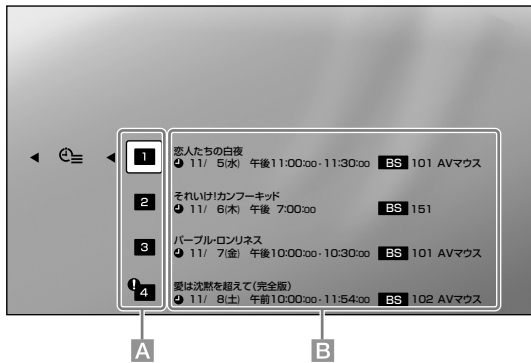 1
恋人たちの白夜
11/ 5(水) 午後11:00:00-11:30:00 BS 101 AVマウス
2
それいけ!カンフーキッド
11/ 6(木) 午後 7:00:00 BS 151
3
パープル・ロンリネス
11/ 7(金) 午後10:00:00-10:30:00 BS 101 AVマウス
! 4
愛は沈黙を超えて(完全版)
11/ 8(土) 午前10:00:00-11:54:00 BS 102 AVマウス
A B